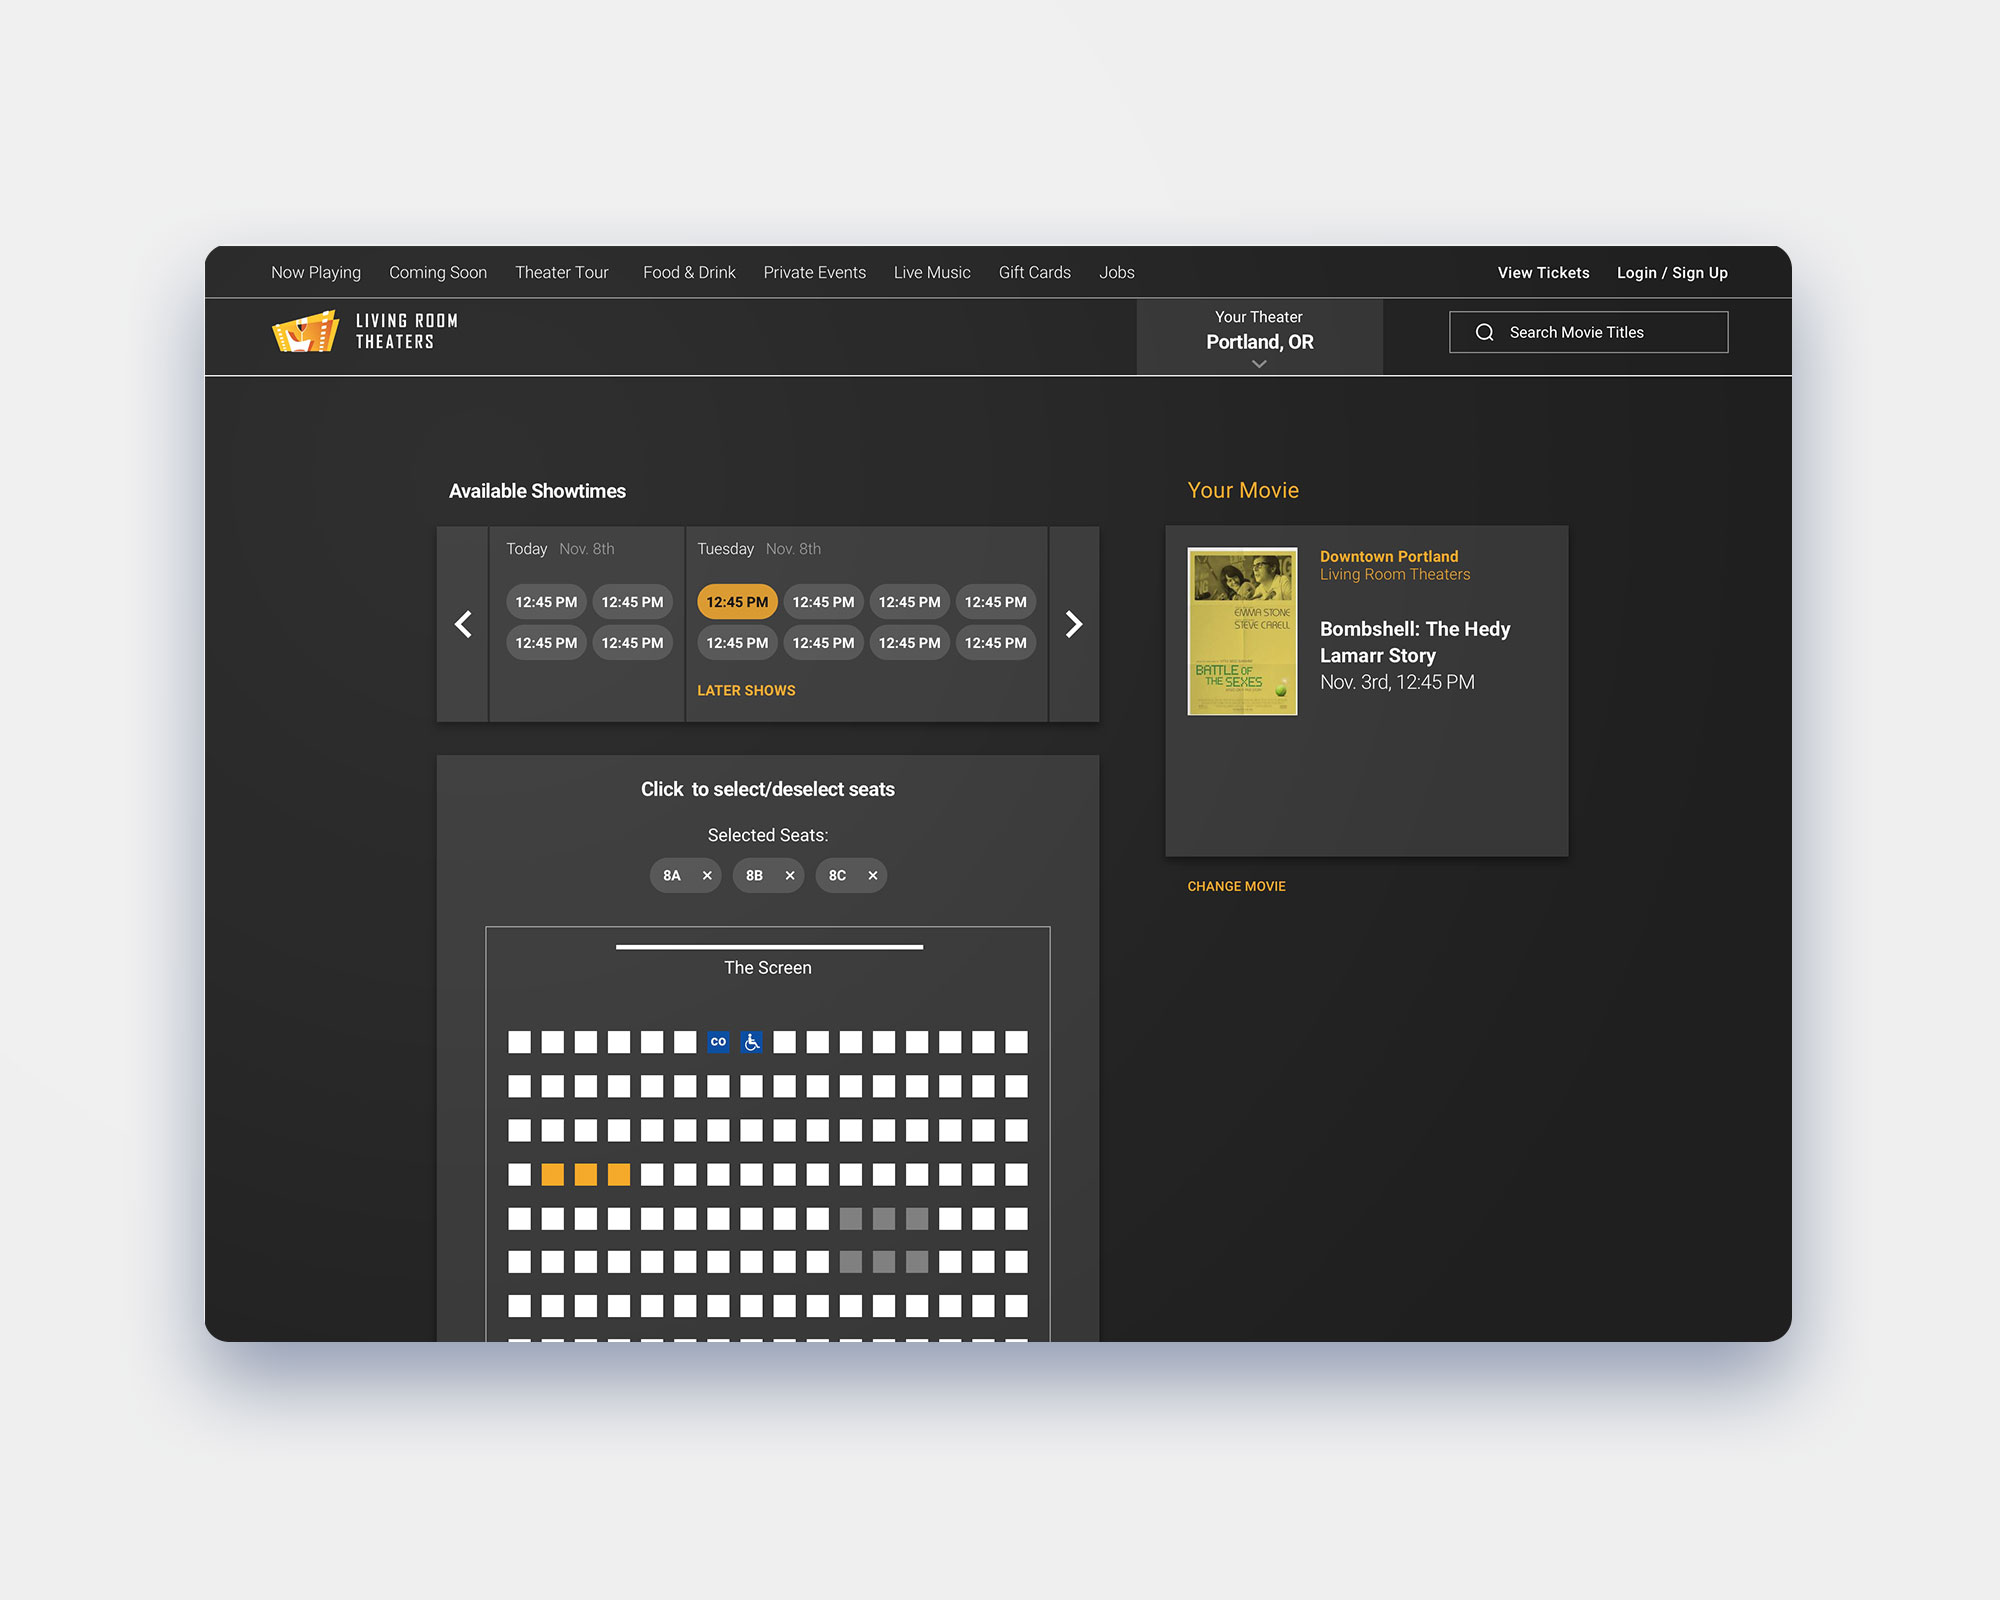 Now Playing Coming Soon Theater Tour Food & Drink Private Events Live Music Gift Cards Jobs View Tickets Login / Sign Up
LIVING ROOM
THEATERS
Your Theater
Portland, OR
Search Movie Titles
Available Showtimes
Today Nov. 8th Tuesday Nov. 8th
12:45 PM 12:45 PM 12:45 PM 12:45 PM 12:45 PM 12:45 PM
12:45 PM 12:45 PM 12:45 PM 12:45 PM 12:45 PM 12:45 PM
LATER SHOWS
Click to select/deselect seats
Selected Seats:
8A × 8B × 8C ×
The Screen
CO
Your Movie
EMMA STONE
STEVE CARELL
BATTLE OF
THE SEXES
Downtown Portland
Living Room Theaters
Bombshell: The Hedy
Lamarr Story
Nov. 3rd, 12:45 PM
CHANGE MOVIE